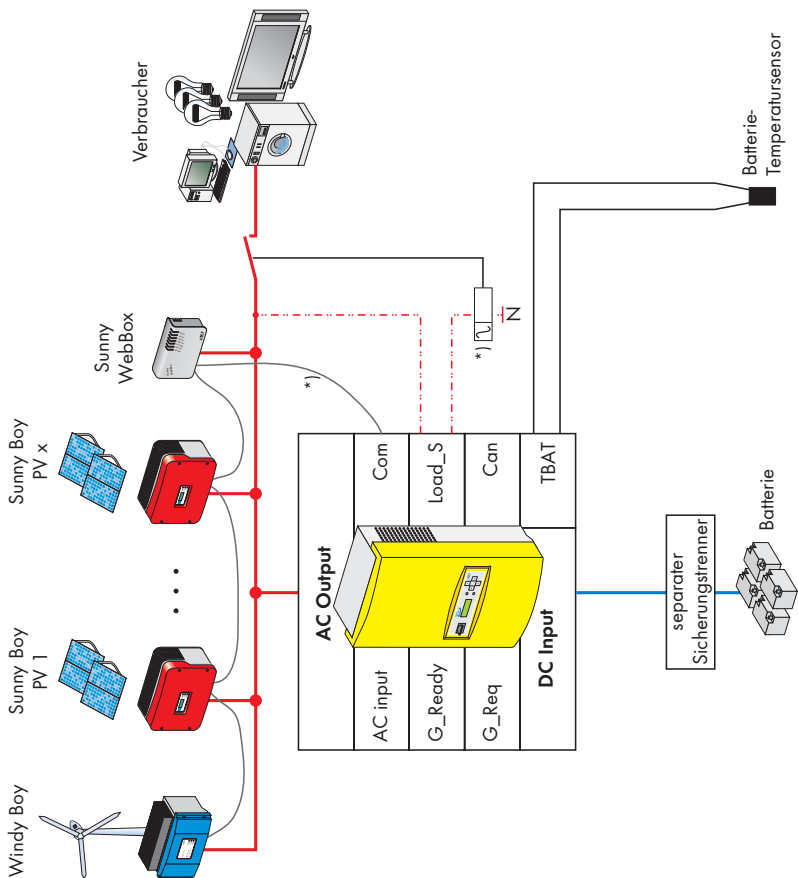 Windy Boy
Sunny Boy
PV 1
Sunny Boy
PV x
Sunny
WebBox
Verbraucher
*)
*)
N
AC Output
AC input
Com
G_Ready
Load_S
G_Req
Can
DC Input
TBAT
separater
Sicherungstrenner
Batterie
Batterie-
Temperatursensor